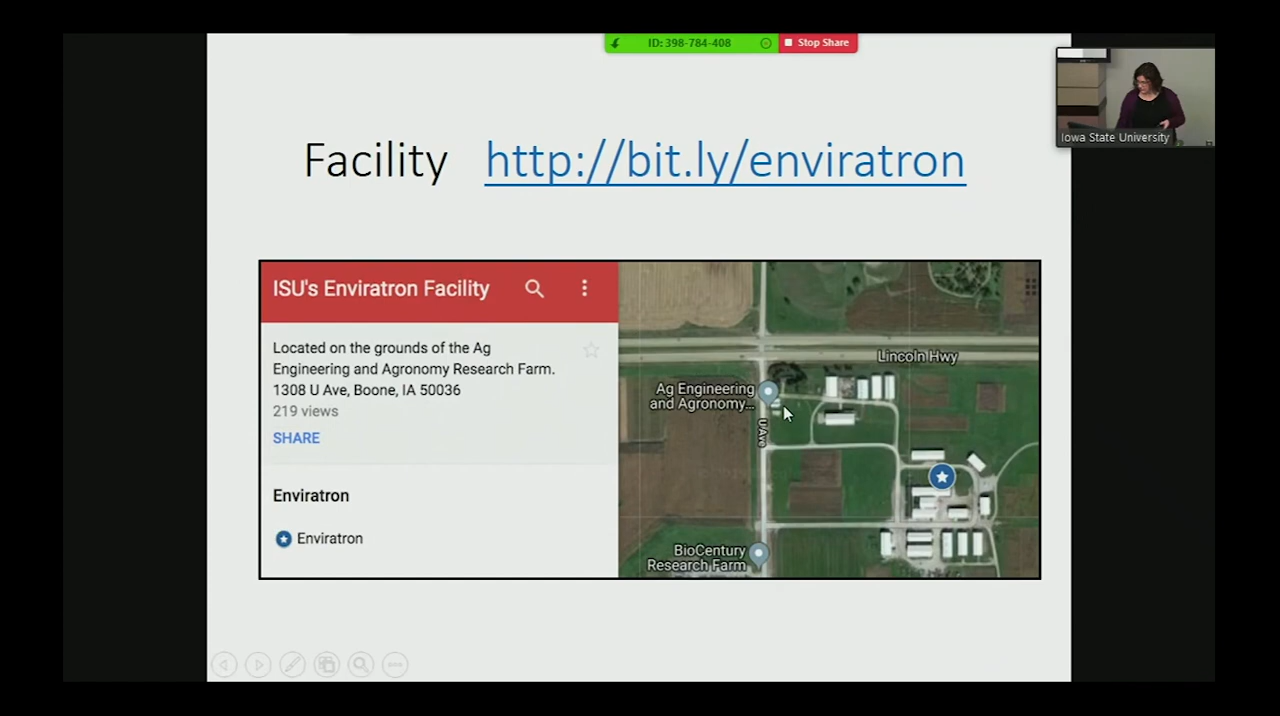 ID: 398-784-408
Stop Share
Iowa State University
Facility http://bit.ly/enviratron
ISU's Enviratron Facility
Located on the grounds of the Ag
Engineering and Agronomy Research Farm.
1308 U Ave, Boone, IA 50036
219 views
SHARE
Enviratron
Enviratron
Lincoln Hwy
Ag Engineering
and Agronomy...
U Ave
BioCentury
Research Farm